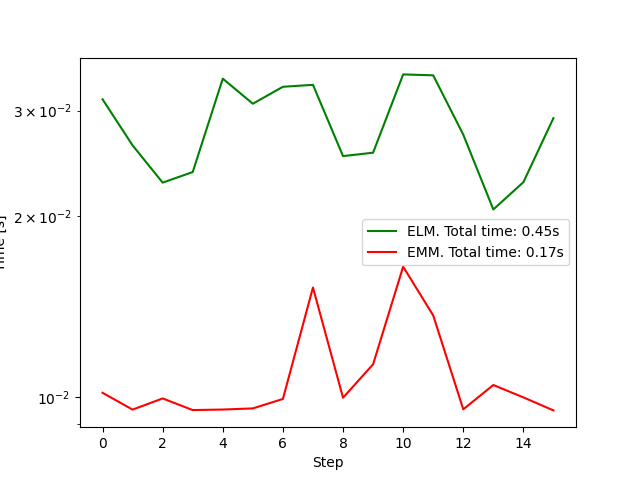 3 × 10⁻²
2 × 10⁻²
10⁻²
Time [s]
ELM. Total time: 0.45s
EMM. Total time: 0.17s
0 2 4 6 8 10 12 14
Step